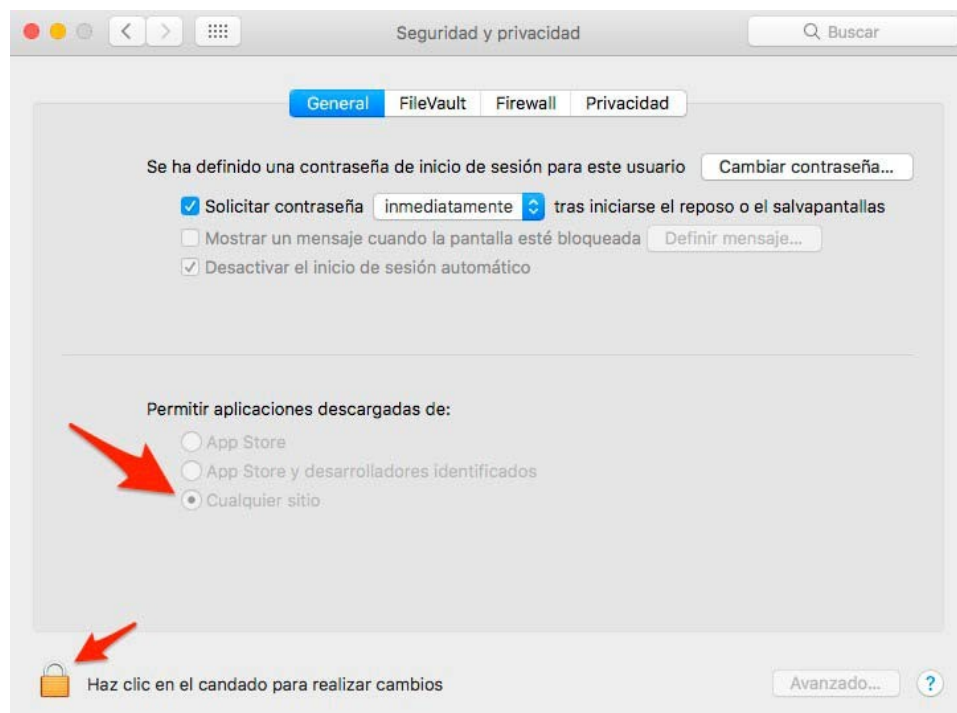 Seguridad y privacidad
Buscar
General FileVault Firewall Privacidad
Se ha definido una contraseña de inicio de sesión para este usuario Cambiar contraseña...
Solicitar contraseña inmediatamente tras iniciarse el reposo o el salvapantallas
Mostrar un mensaje cuando la pantalla esté bloqueada Definir mensaje...
Desactivar el inicio de sesión automático
Permitir aplicaciones descargadas de:
App Store
App Store y desarrolladores identificados
Cualquier sitio
Haz clic en el candado para realizar cambios
Avanzado... ?